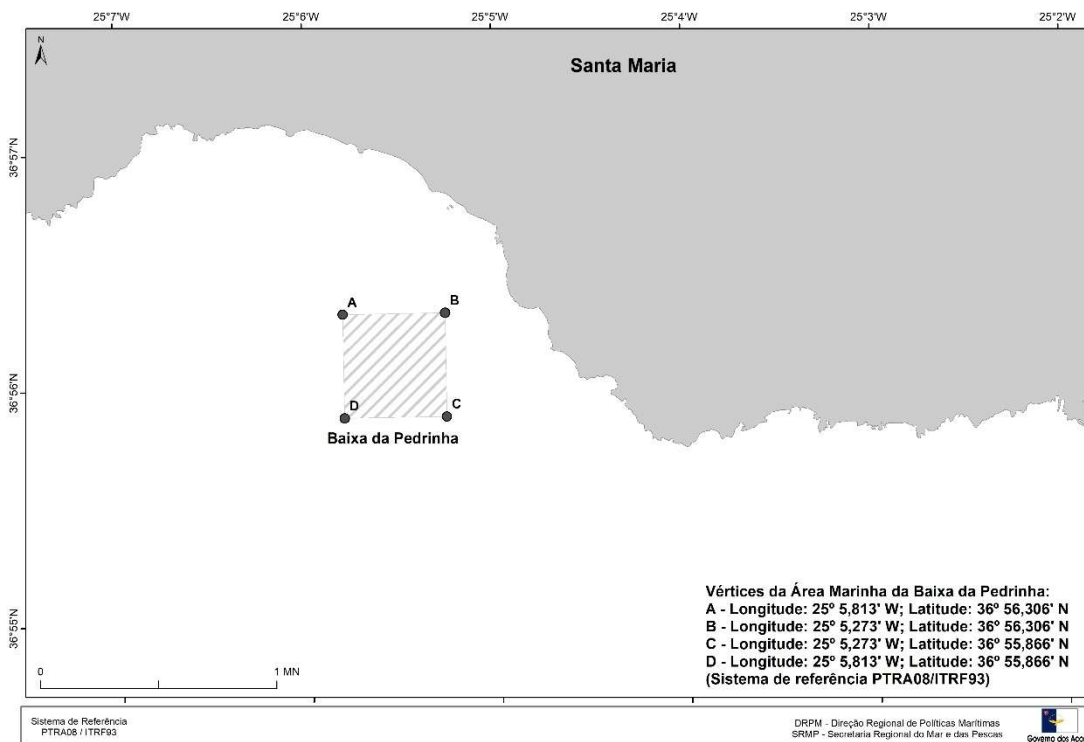 25°7'W 25°6'W 25°5'W 25°4'W 25°3'W 25°2'W
N
Santa Maria
36°57'N
A
B
36°56'N
D
C
Baixa da Pedrinha
Vértices da Área Marinha da Baixa da Pedrinha:
A - Longitude: 25º 5,813' W; Latitude: 36º 56,306' N
B - Longitude: 25º 5,273' W; Latitude: 36º 56,306' N
C - Longitude: 25º 5,273' W; Latitude: 36º 55,866' N
D - Longitude: 25º 5,813' W; Latitude: 36º 55,866' N
(Sistema de referência PTRA08/ITRF93)
36°55'N
0 1 MN
Sistema de Referência
PTRA08 / ITRF93
DRPM - Direção Regional de Políticas Marítimas
SRMP - Secretaria Regional do Mar e das Pescas
Governo dos Aço